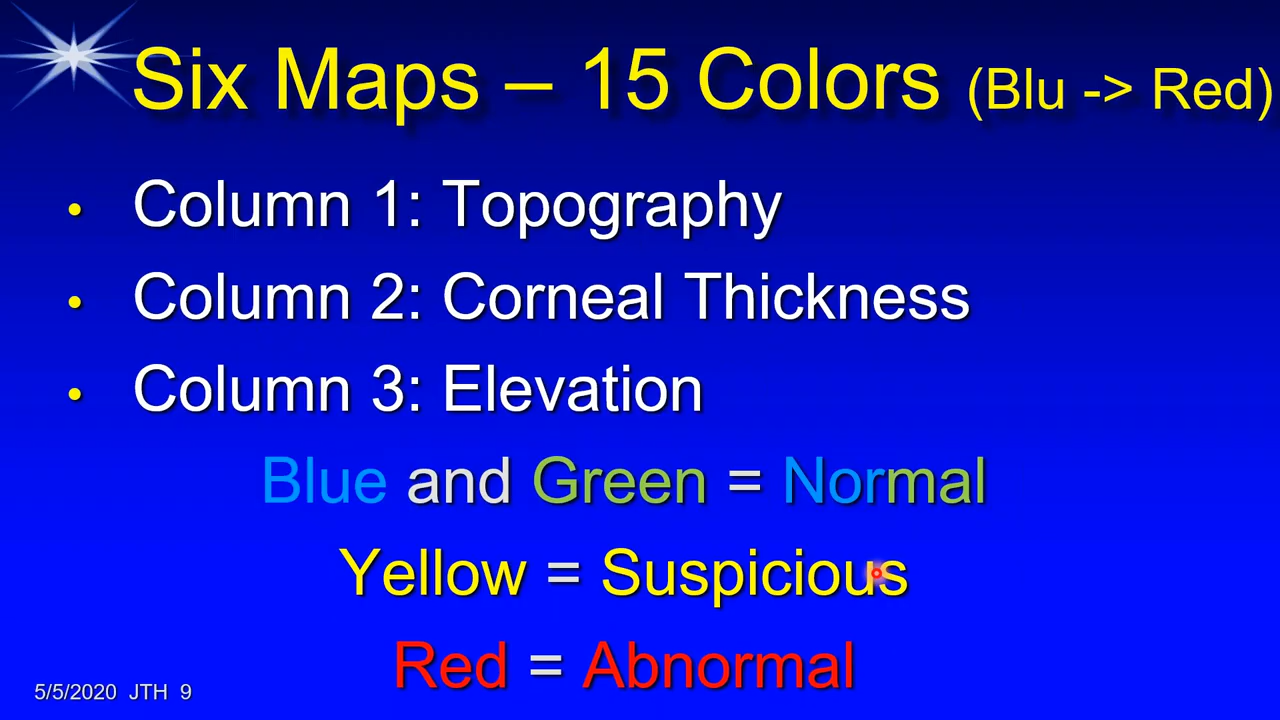 Six Maps – 15 Colors (Blu -> Red)
• Column 1: Topography
• Column 2: Corneal Thickness
• Column 3: Elevation
Blue and Green = Normal
Yellow = Suspicious
Red = Abnormal
5/5/2020 JTH 9